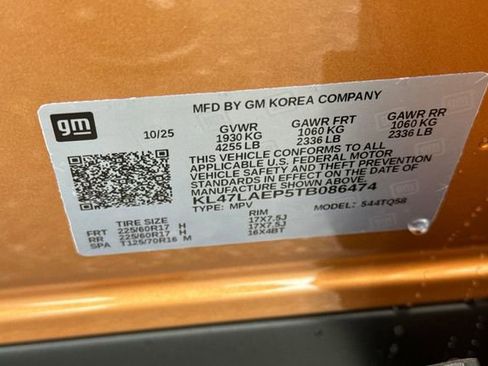 gm
MFD BY GM KOREA COMPANY
10/25 GVWR GAWR FRT GAWR RR
1930 KG 1060 KG 1060 KG
4255 LB 2336 LB 2336 LB
THIS VEHICLE CONFORMS TO ALL
APPLICABLE U.S. FEDERAL MOTOR
VEHICLE SAFETY AND THEFT PREVENTION
STANDARDS IN EFFECT ON THE DATE OF
MANUFACTURE SHOWN ABOVE.
KL47LAEP5TB086474
TYPE: MPV MODEL: 544TQ58
TIRE SIZE RIM
FRT 225/60R17 H 17X7.5J
RR 225/60R17 H 17X7.5J
SPA T125/70R16 M 16X4BT